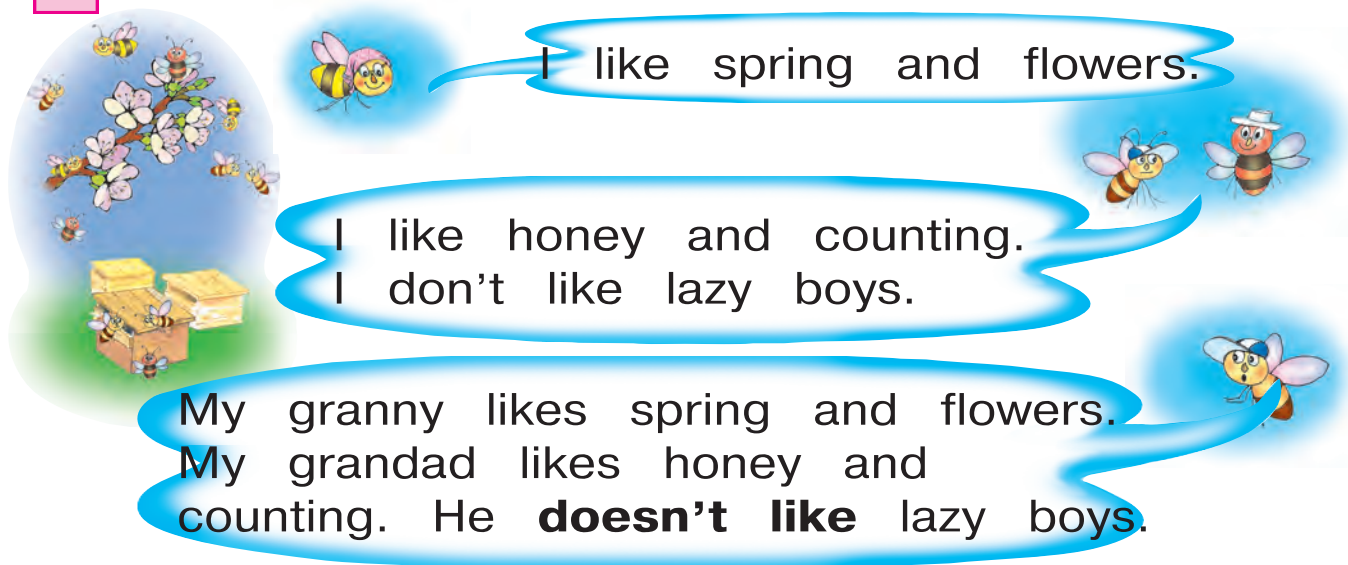 I like spring and flowers.
I like honey and counting.
I don't like lazy boys.
My granny likes spring and flowers.
My grandad likes honey and
counting. He doesn't like lazy boys.